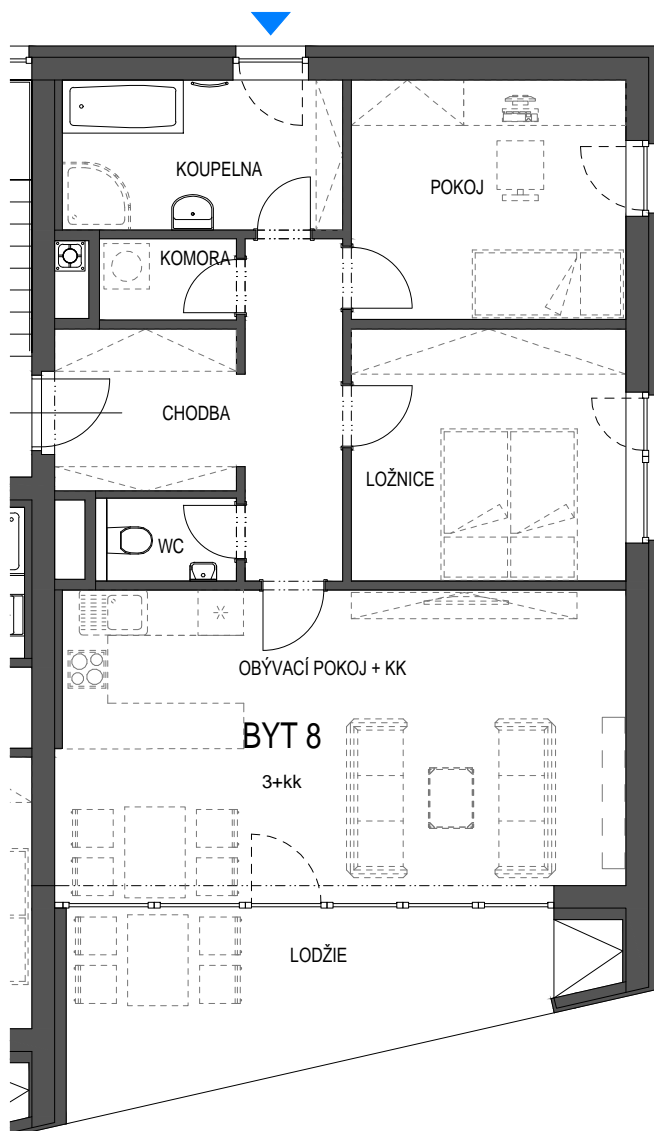 KOUPELNA
POKOJ
KOMORA
CHODBA
LOŽNICE
WC
OBÝVACÍ POKOJ + KK
BYT 8
3+kk
LODŽIE